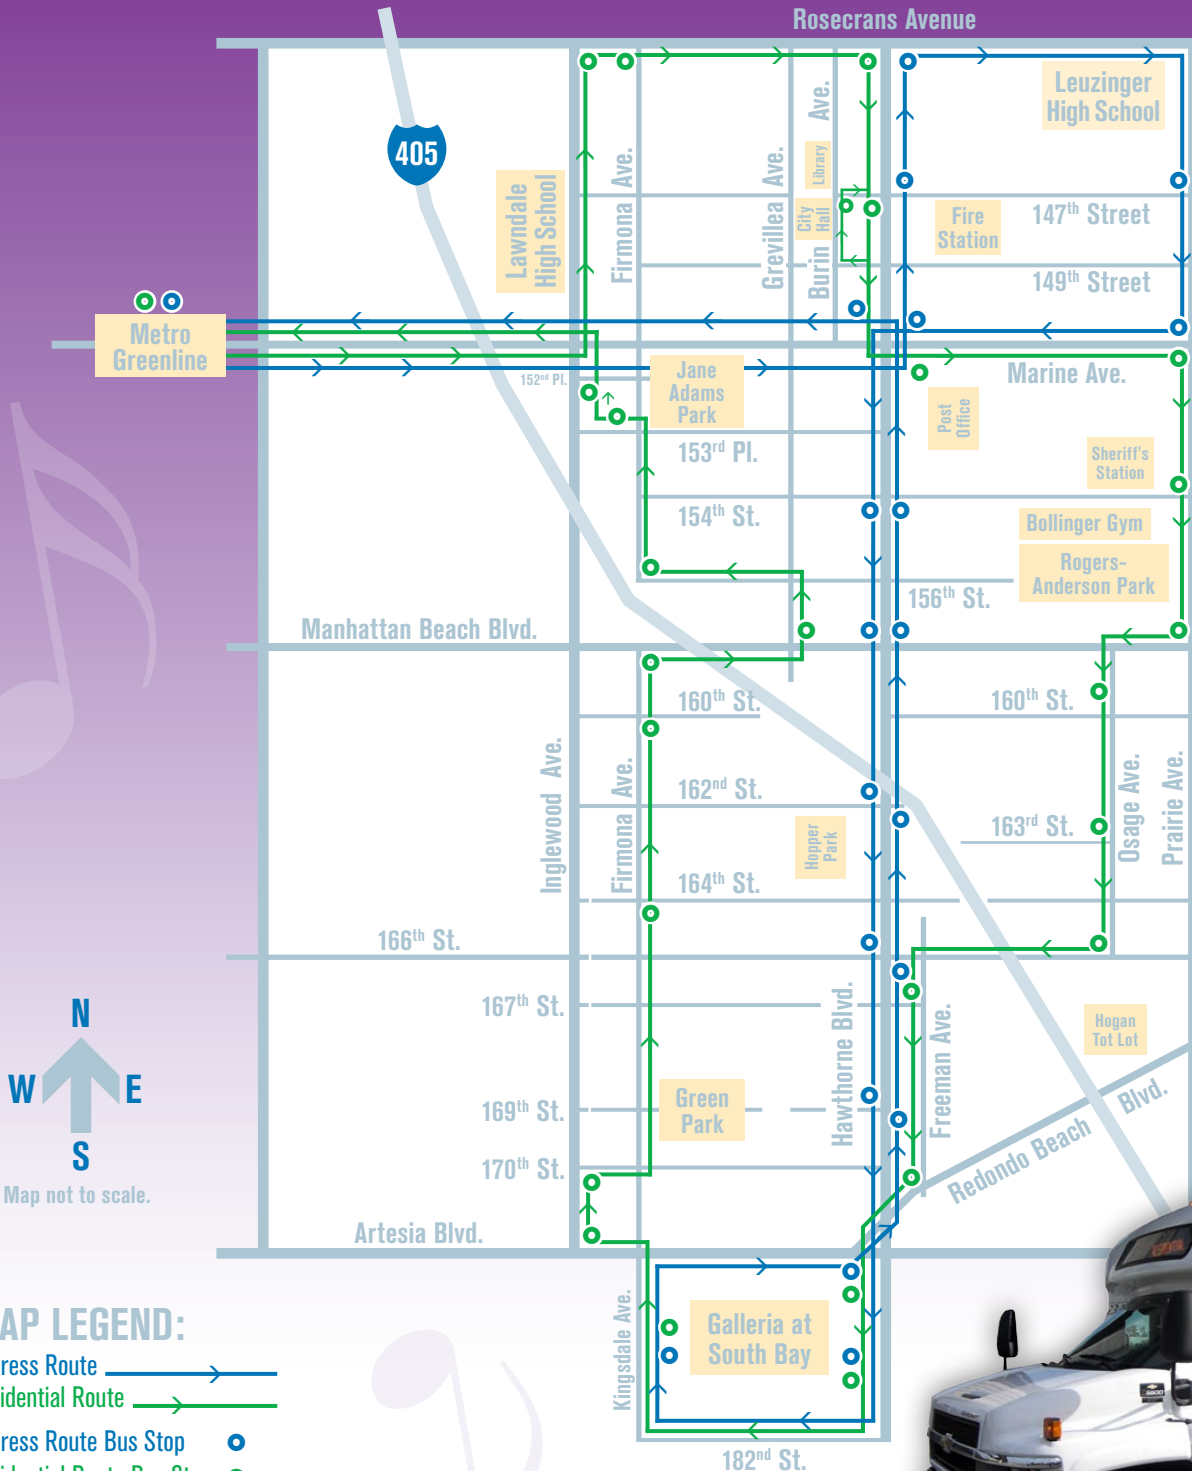 Rosecrans Avenue
405
Leuzinger
High School
Lawndale
High School
Firmona Ave.
Grevillea Ave.
Burin Ave.
Library
City
Hall
Fire
Station
147th Street
149th Street
Metro
Greenline
152nd Pl.
Jane
Adams
Park
Marine Ave.
Post
Office
153rd Pl.
Sheriff's
Station
154th St.
Bollinger Gym
Rogers-
Anderson Park
156th St.
Manhattan Beach Blvd.
160th St.
160th St.
Inglewood Ave.
Firmona Ave.
162nd St.
Hopper
Park
163rd St.
Osage Ave.
Prairie Ave.
164th St.
166th St.
167th St.
Hawthorne Blvd.
Freeman Ave.
Hogan
Tot Lot
N
W E
S
Map not to scale.
169th St.
Green
Park
170th St.
Redondo Beach Blvd.
Artesia Blvd.
Kingsdale Ave.
Galleria at
South Bay
182nd St.
AP LEGEND:
ress Route
idential Route
ress Route Bus Stop